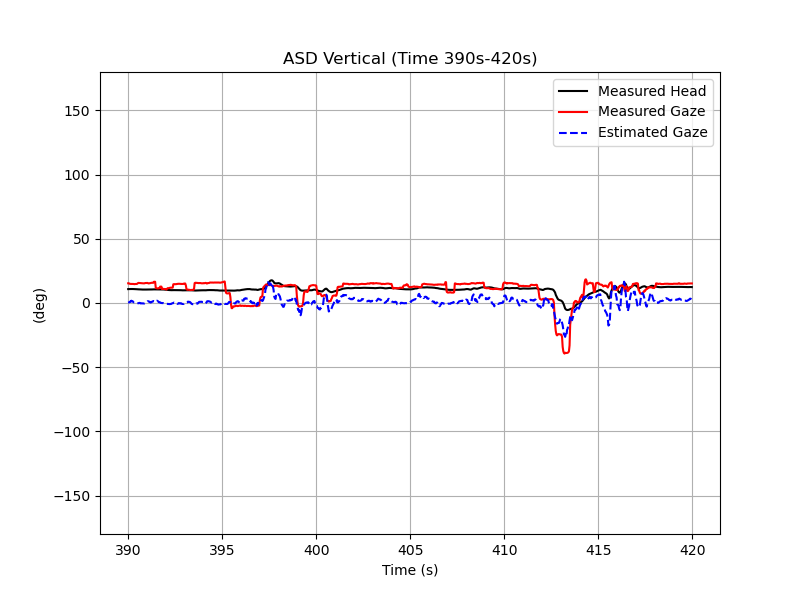 ASD Vertical (Time 390s-420s)
Measured Head
Measured Gaze
Estimated Gaze
150
100
50
0
−50
−100
−150
(deg)
390 395 400 405 410 415 420
Time (s)